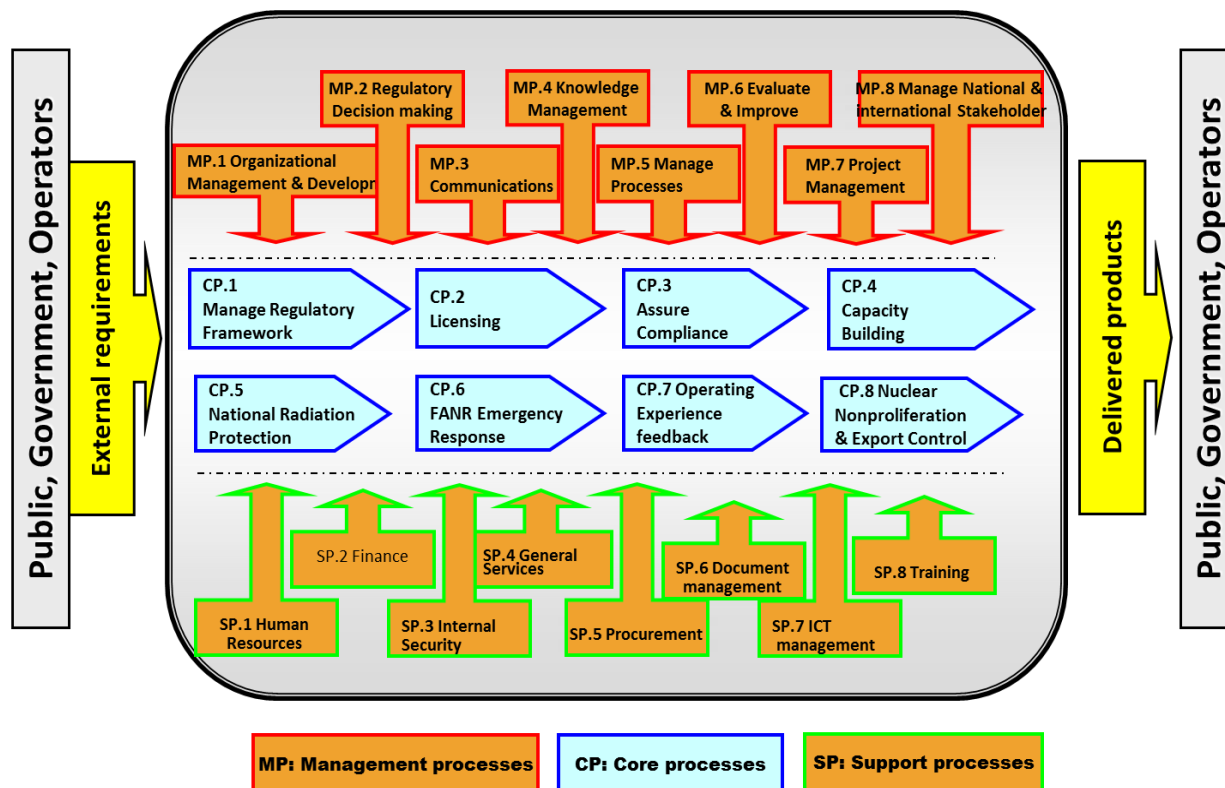 Public, Government, Operators
External requirements
MP.2 Regulatory
Decision making
MP.4 Knowledge
Management
MP.6 Evaluate
& Improve
MP.8 Manage National &
international Stakeholder
MP.1 Organizational
Management & Developr
MP.3
Communications
MP.5 Manage
Processes
MP.7 Project
Management
CP.1
Manage Regulatory
Framework
CP.2
Licensing
CP.3
Assure
Compliance
CP.4
Capacity
Building
CP.5
National Radiation
Protection
CP.6
FANR Emergency
Response
CP.7 Operating
Experience
feedback
CP.8 Nuclear
Nonproliferation
& Export Control
SP.2 Finance
SP.4 General
Services
SP.6 Document
management
SP.8 Training
SP.1 Human
Resources
SP.3 Internal
Security
SP.5 Procurement
SP.7 ICT
management
Delivered products
Public, Government, Operators
MP: Management processes
CP: Core processes
SP: Support processes